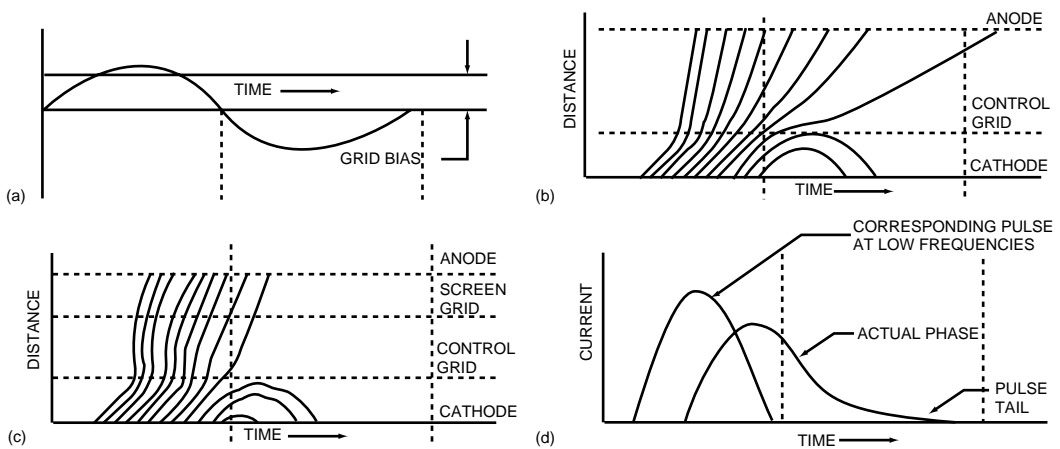 (a)
TIME
GRID BIAS
(b)
DISTANCE
ANODE
CONTROL
GRID
CATHODE
TIME
(c)
DISTANCE
ANODE
SCREEN
GRID
CONTROL
GRID
CATHODE
TIME
(d)
CURRENT
CORRESPONDING PULSE
AT LOW FREQUENCIES
ACTUAL PHASE
PULSE
TAIL
TIME